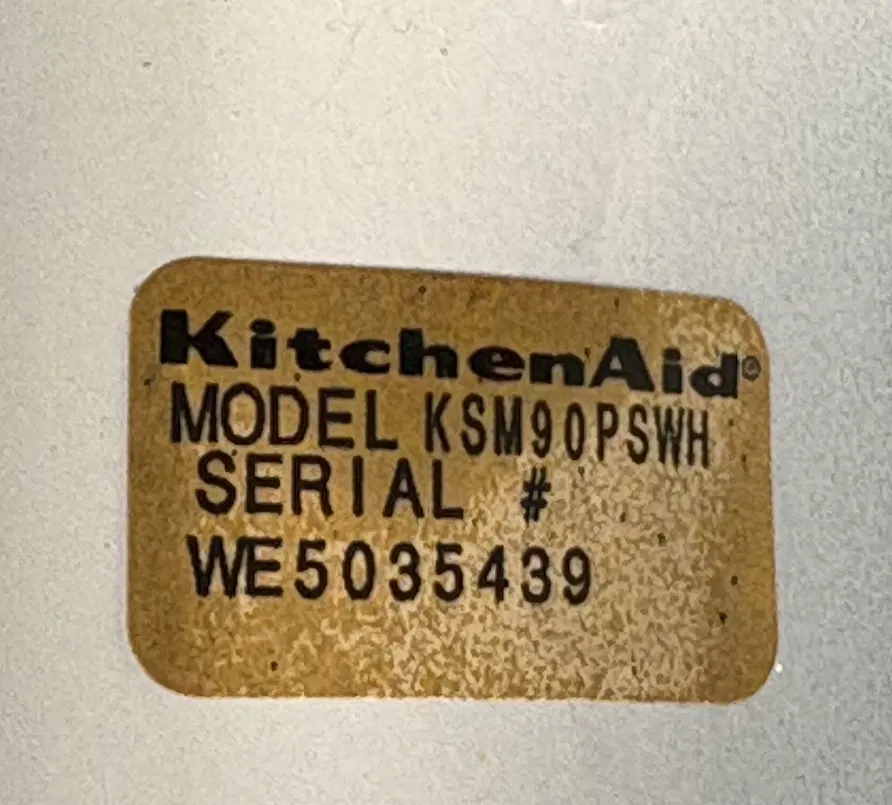 KitchenAid®
MODEL KSM90PSWH
SERIAL #
WE5035439